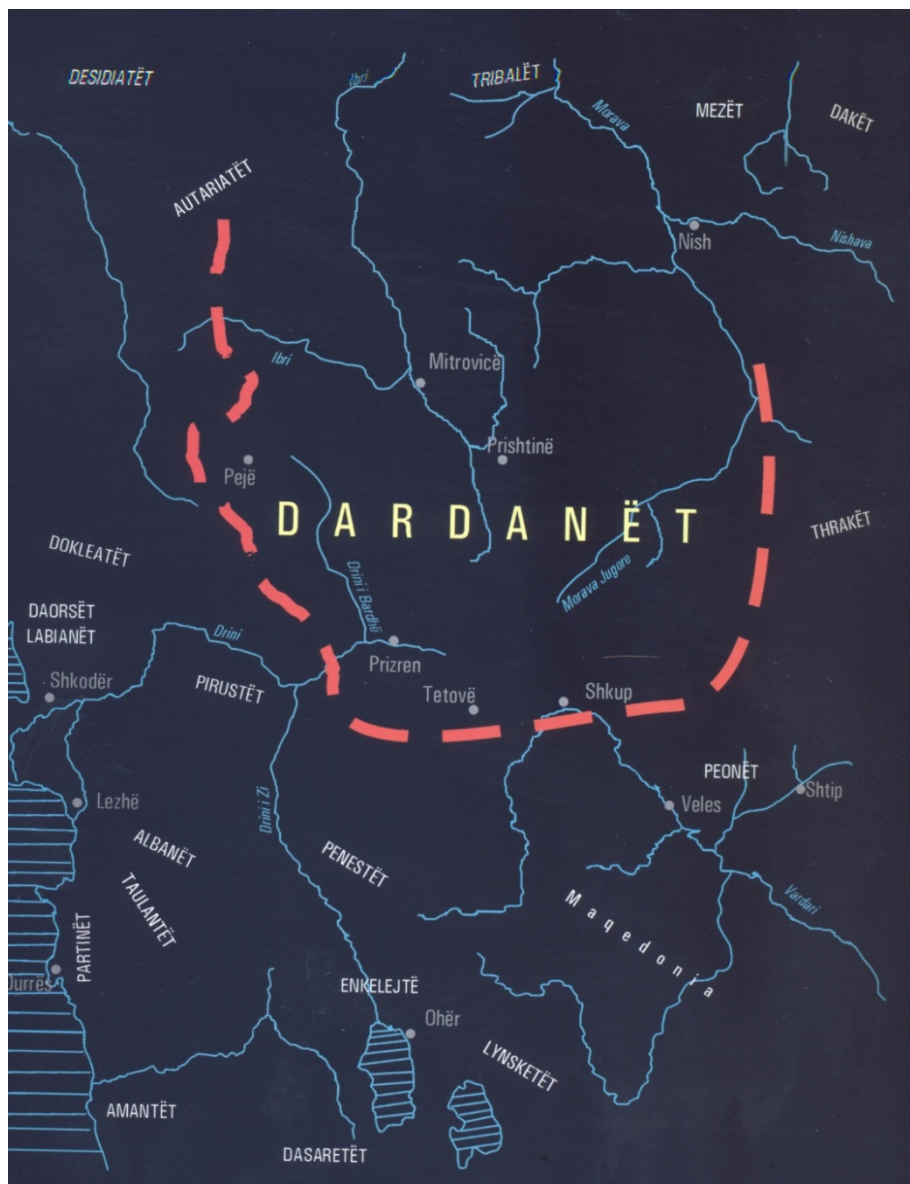 DESIDIATËT
Ibri
TRIBALËT
Morava
MEZËT
DAKËT
AUTARIATËT
Nish
Nishava
Ibri
Mitrovicë
Prishtinë
Pejë
DARDANËT
THRAKËT
DOKLEATËT
Drini i Bardhë
Morava Jugore
DAORSËT
LABIANËT
Drini
Prizren
Shkodër
PIRUSTËT
Tetovë
Shkup
PEONËT
Shtip
Lezhë
Veles
Drini i Zi
ALBANËT
PENESTËT
TAULANTËT
Maqedonia
Vardari
PARTINËT
Durrës
ENKELEJTË
Ohër
LYNSKETËT
AMANTËT
DASARETËT